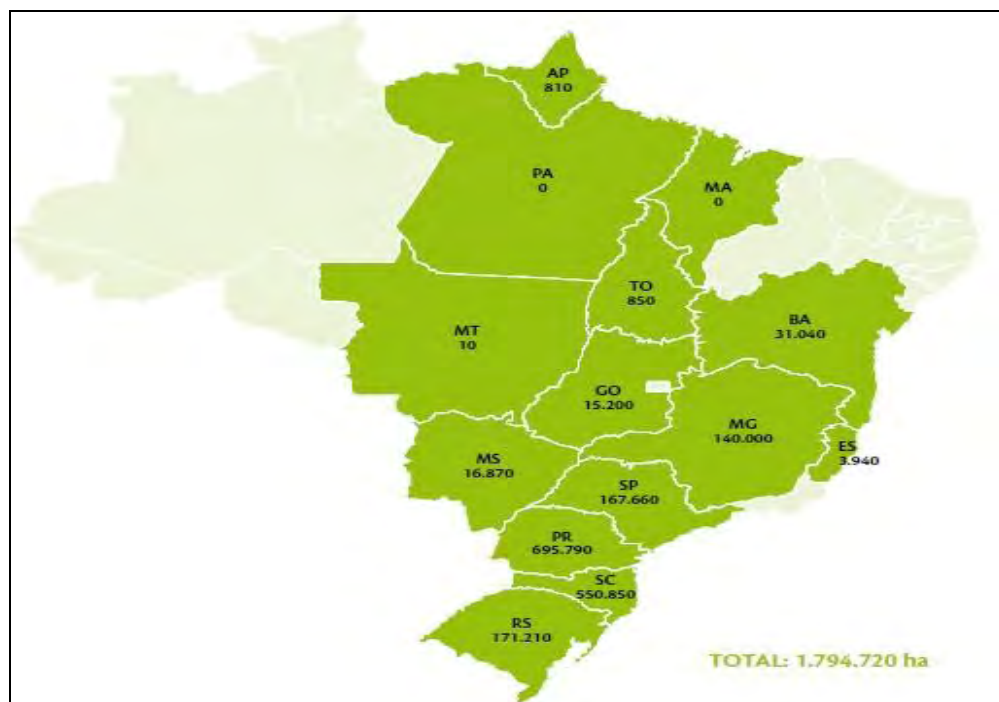 AP
810
PA
0
MA
0
TO
850
BA
31.040
MT
10
GO
15.200
MG
140.000
ES
3.940
MS
16.870
SP
167.660
PR
695.790
SC
550.850
RS
171.210
TOTAL: 1.794.720 ha